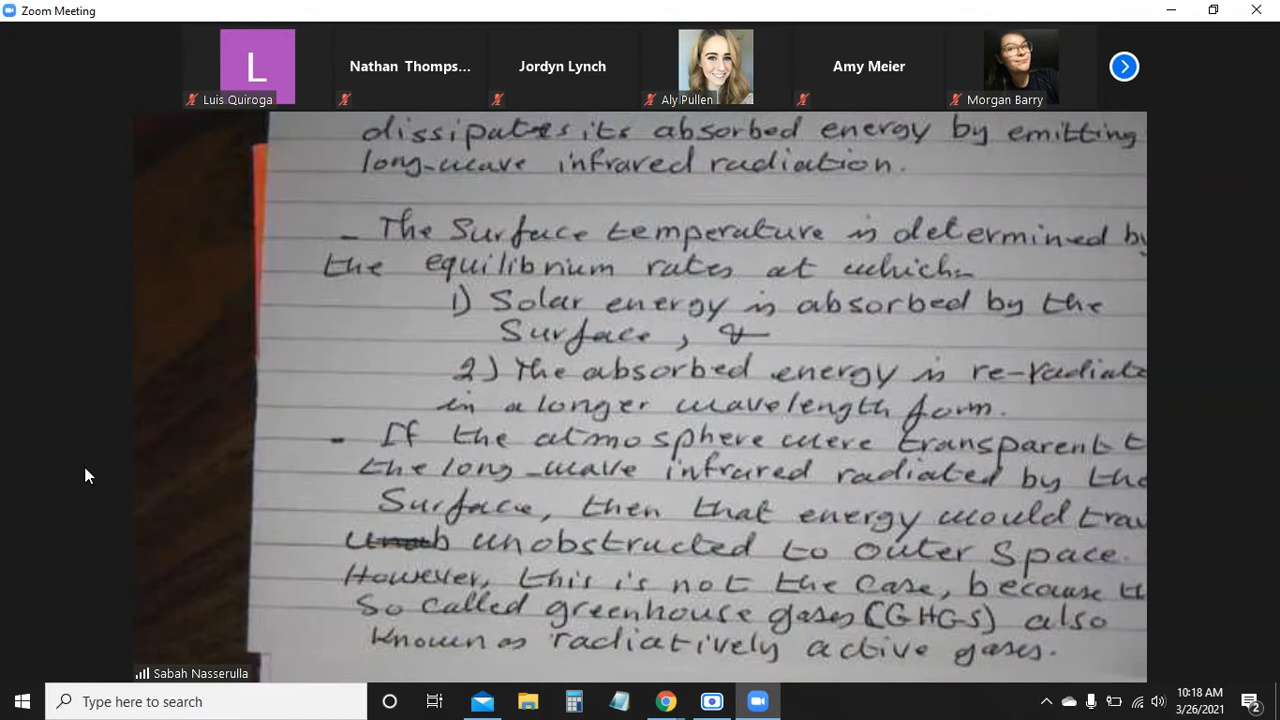 Zoom Meeting
L
Luis Quiroga
Nathan Thomps...
Jordyn Lynch
Aly Pullen
Amy Meier
Morgan Barry
dissipates its absorbed energy by emitting
long-wave infrared radiation.
- The Surface temperature is determined by
the equilibrium rates at which
1) Solar energy is absorbed by the
Surface, &
2) The absorbed energy is re-radiate
in a longer wavelength form.
- If the atmosphere were transparent t
the long-wave infrared radiated by the
Surface, then that energy would trav
unobstructed to outer Space.
However, this is not the case, because th
So called greenhouse gases (GHGS) also
known as radiatively active gases.
Sabah Nasserulla
Type here to search
10:18 AM
3/26/2021
2